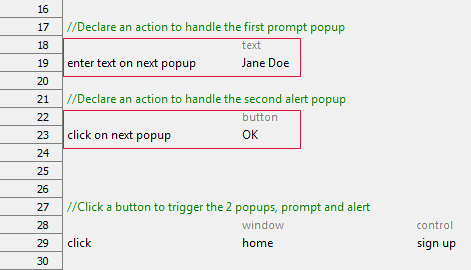 16
17 //Declare an action to handle the first prompt popup
18 text
19 enter text on next popup Jane Doe
20
21 //Declare an action to handle the second alert popup
22 button
23 click on next popup OK
24
25
26
27 //Click a button to trigger the 2 popups, prompt and alert
28 window control
29 click home sign up
30